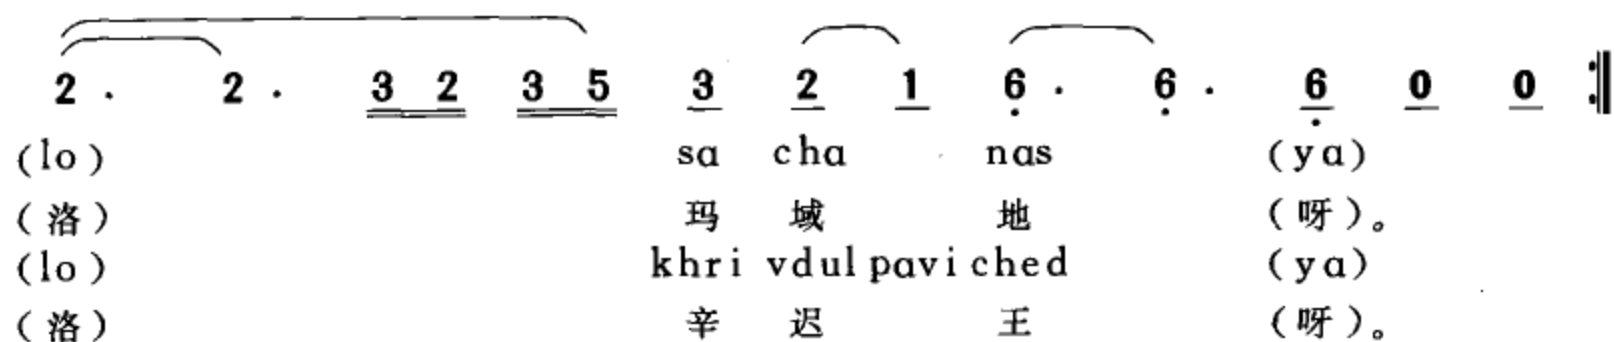 2 . 2 . 3 2 3 5 3 2 1 6 . 6 . 6 0 0
(lo) sa cha nas (ya)
（洛） 玛 域 地 （呀）。
(lo) khri vdul pavi ched (ya)
（洛） 辛 迟 王 （呀）。